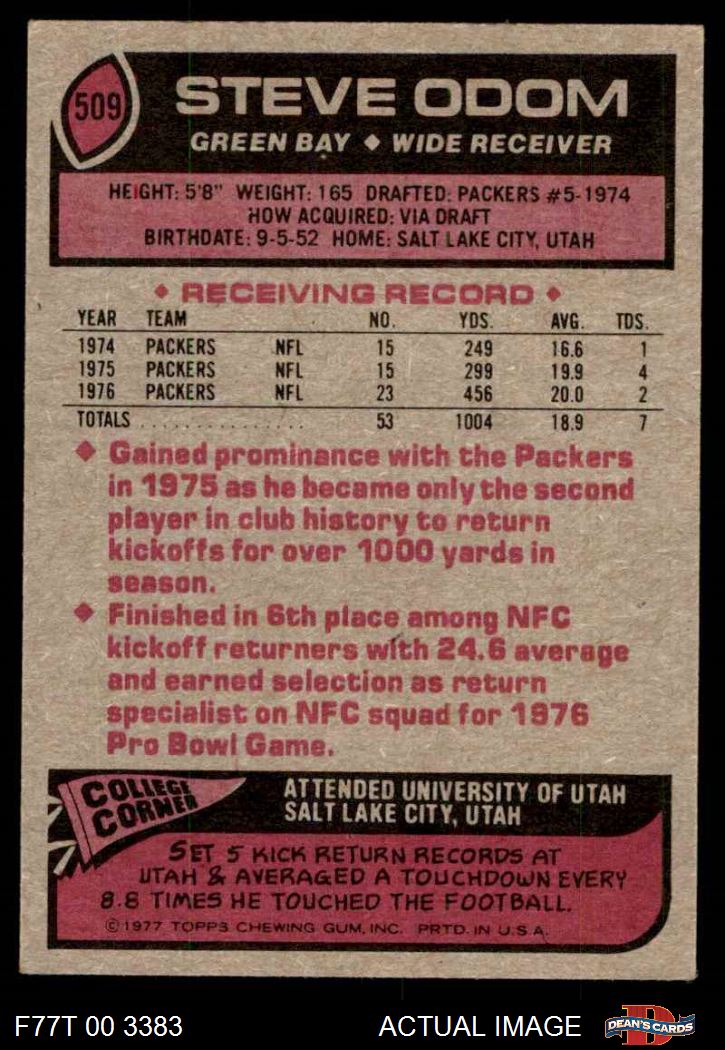 509
STEVE ODOM
GREEN BAY ◆ WIDE RECEIVER
HEIGHT: 5'8" WEIGHT: 165 DRAFTED: PACKERS #5-1974
HOW ACQUIRED: VIA DRAFT
BIRTHDATE: 9-5-52 HOME: SALT LAKE CITY, UTAH
◆ RECEIVING RECORD ◆
YEAR TEAM NO. YDS. AVG. TDS.
1974 PACKERS NFL 15 249 16.6 1
1975 PACKERS NFL 15 299 19.9 4
1976 PACKERS NFL 23 456 20.0 2
TOTALS . . . . . . . . . . . . . . . 53 1004 18.9 7
◆ Gained prominence with the Packers
in 1975 as he became only the second
player in club history to return
kickoffs for over 1000 yards in
season.
◆ Finished in 6th place among NFC
kickoff returners with 24.6 average
and earned selection as return
specialist on NFC squad for 1976
Pro Bowl Game.
COLLEGE
CORNER
ATTENDED UNIVERSITY OF UTAH
SALT LAKE CITY, UTAH
SET 5 KICK RETURN RECORDS AT
UTAH & AVERAGED A TOUCHDOWN EVERY
8.8 TIMES HE TOUCHED THE FOOTBALL.
©1977 TOPPS CHEWING GUM, INC. PRTD. IN U.S.A.
F77T 00 3383 ACTUAL IMAGE
D
DEAN'S CARDS